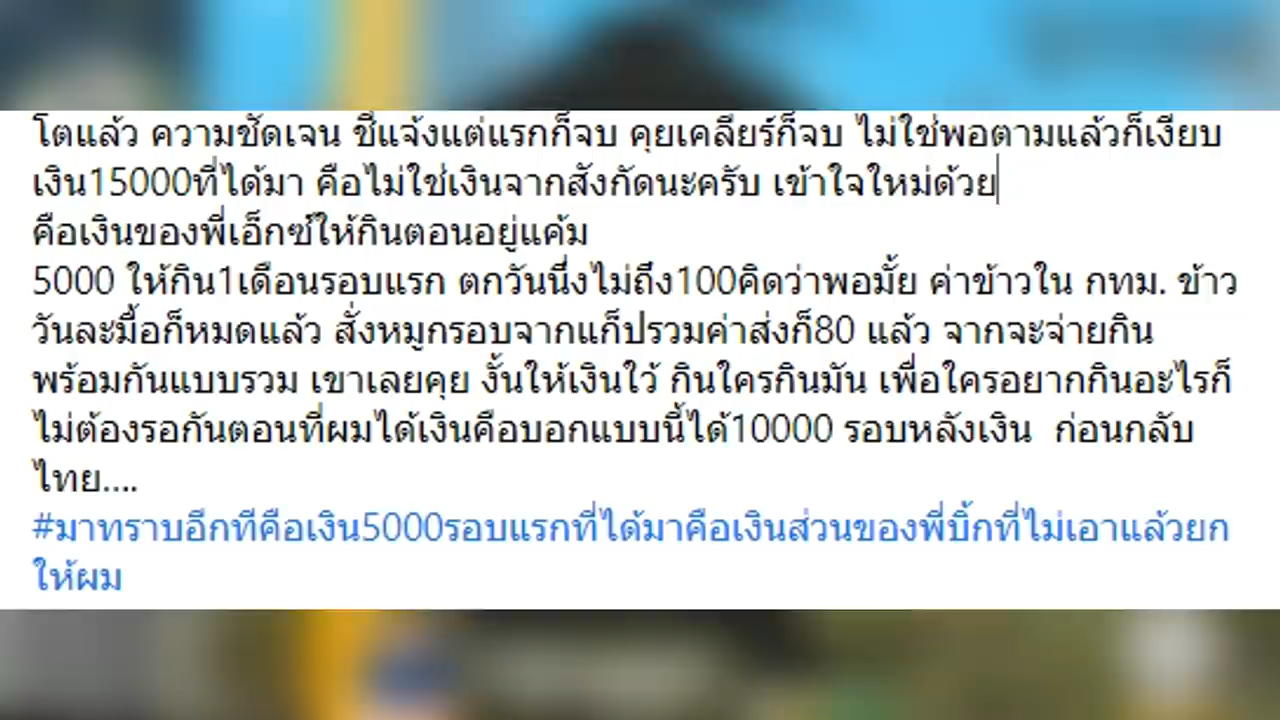 โตแล้ว ความชัดเจน ชี้แจ้งแต่แรกก็จบ คุยเคลียร์ก็จบ ไม่ใช่พอตามแล้วก็เงียบ
เงิน15000ที่ได้มา คือไม่ใช่เงินจากสังกัดนะครับ เข้าใจใหม่ด้วย
คือเงินของพี่เอ็กซ์ให้กินตอนอยู่แค้ม
5000 ให้กิน1เดือนรอบแรก ตกวันนึ่งไม่ถึง100คิดว่าพอมั้ย ค่าข้าวใน กทม. ข้าว
วันละมื้อก็หมดแล้ว สั่งหมูกรอบจากแก็ปรวมค่าส่งก็80 แล้ว จากจะจ่ายกิน
พร้อมกันแบบรวม เขาเลยคุย งั้นให้เงินใว้ กินใครกินมัน เพื่อใครอยากกินอะไรก็
ไม่ต้องรอกันตอนที่ผมได้เงินคือบอกแบบนี้ได้10000 รอบหลังเงิน ก่อนกลับ
ไทย....
#มาทราบอีกทีคือเงิน5000รอบแรกที่ได้มาคือเงินส่วนของพี่บิ้กที่ไม่เอาแล้วยก
ให้ผม